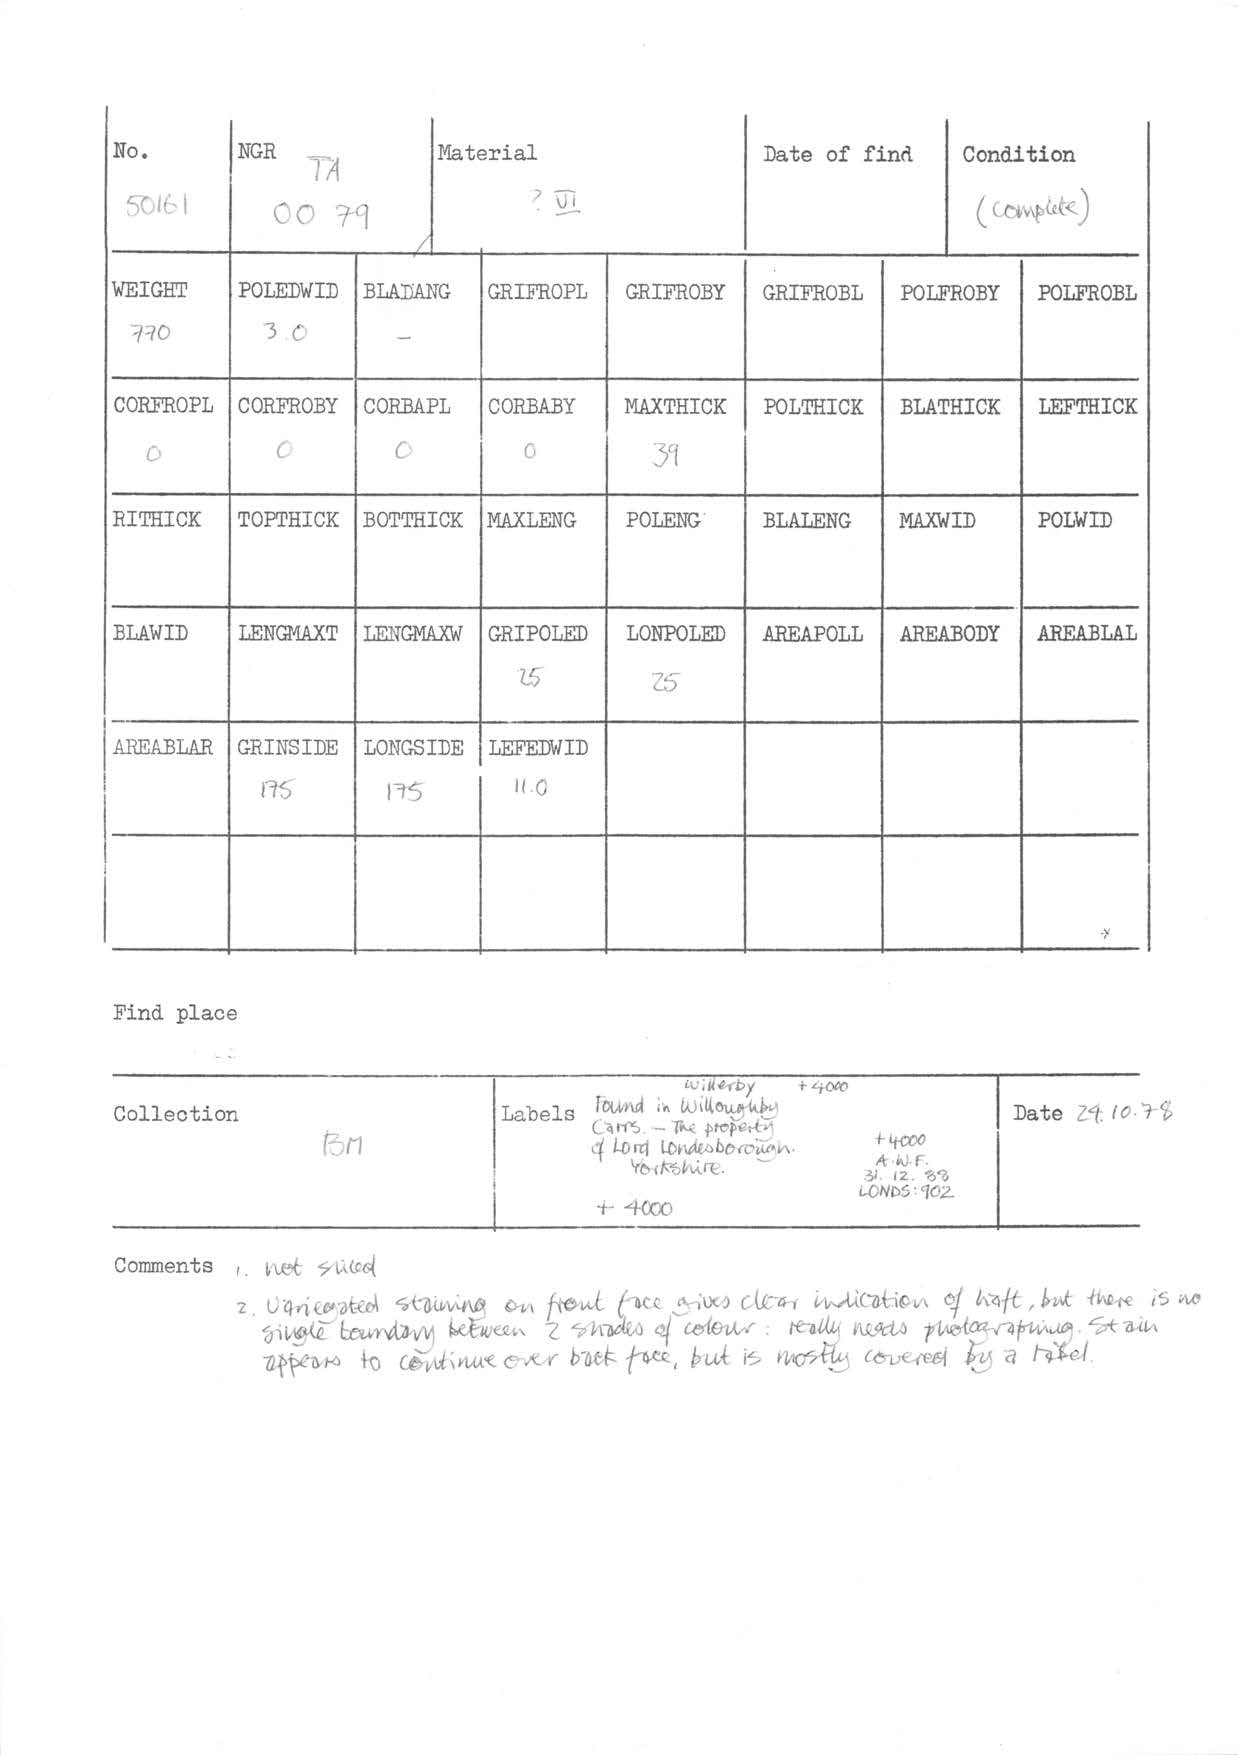 No. NGR Material Date of find Condition
TA
50161 00 79 ? VI (complete)
WEIGHT POLEDWID BLADANG GRIFROPL GRIFROBY GRIFROBL POLFROBY POLFROBL
770 3.0 –
CORFROPL CORFROBY CORBAPL CORBABY MAXTHICK POLTHICK BLATHICK LEFTHICK
0 0 0 0 39
RITHICK TOPTHICK BOTTHICK MAXLENG POLENG BLALENG MAXWID POLWID
BLAWID LENGMAXT LENGMAXW GRIPOLED LONPOLED AREAPOLL AREABODY AREABLAL
25 25
AREABLAR GRINSIDE LONGSIDE LEFEDWID
175 175 11.0
Find place
Collection
BM
Labels
Willerby +4000
Found in Willoughby
Carrs. – The property
of Lord Londesborough.
Yorkshire.
+ 4000
+4000
A.W.F.
31. 12. 88
LONDS:902
Date 24.10.78
Comments 1. not sliced
2. Variegated staining on front face gives clear indication of haft, but there is no
single boundary between 2 shades of colour: really needs photographing. Stain
appears to continue over back face, but is mostly covered by a label.